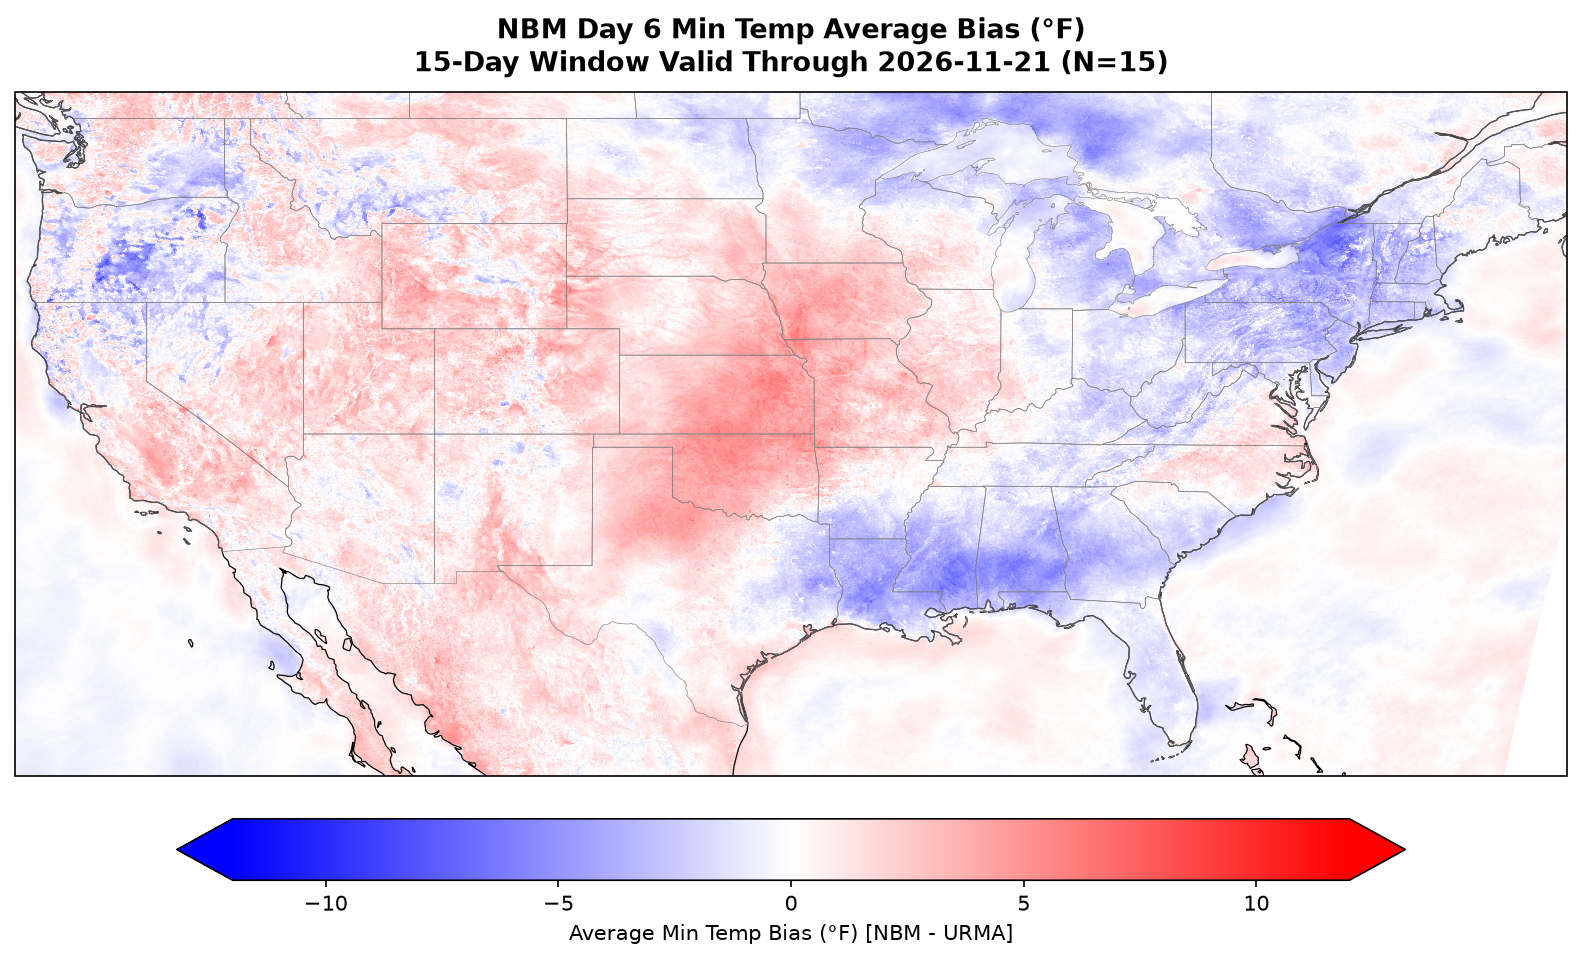 NBM Day 6 Min Temp Average Bias (°F)
15-Day Window Valid Through 2026-11-21 (N=15)
−10 −5 0 5 10
Average Min Temp Bias (°F) [NBM - URMA]